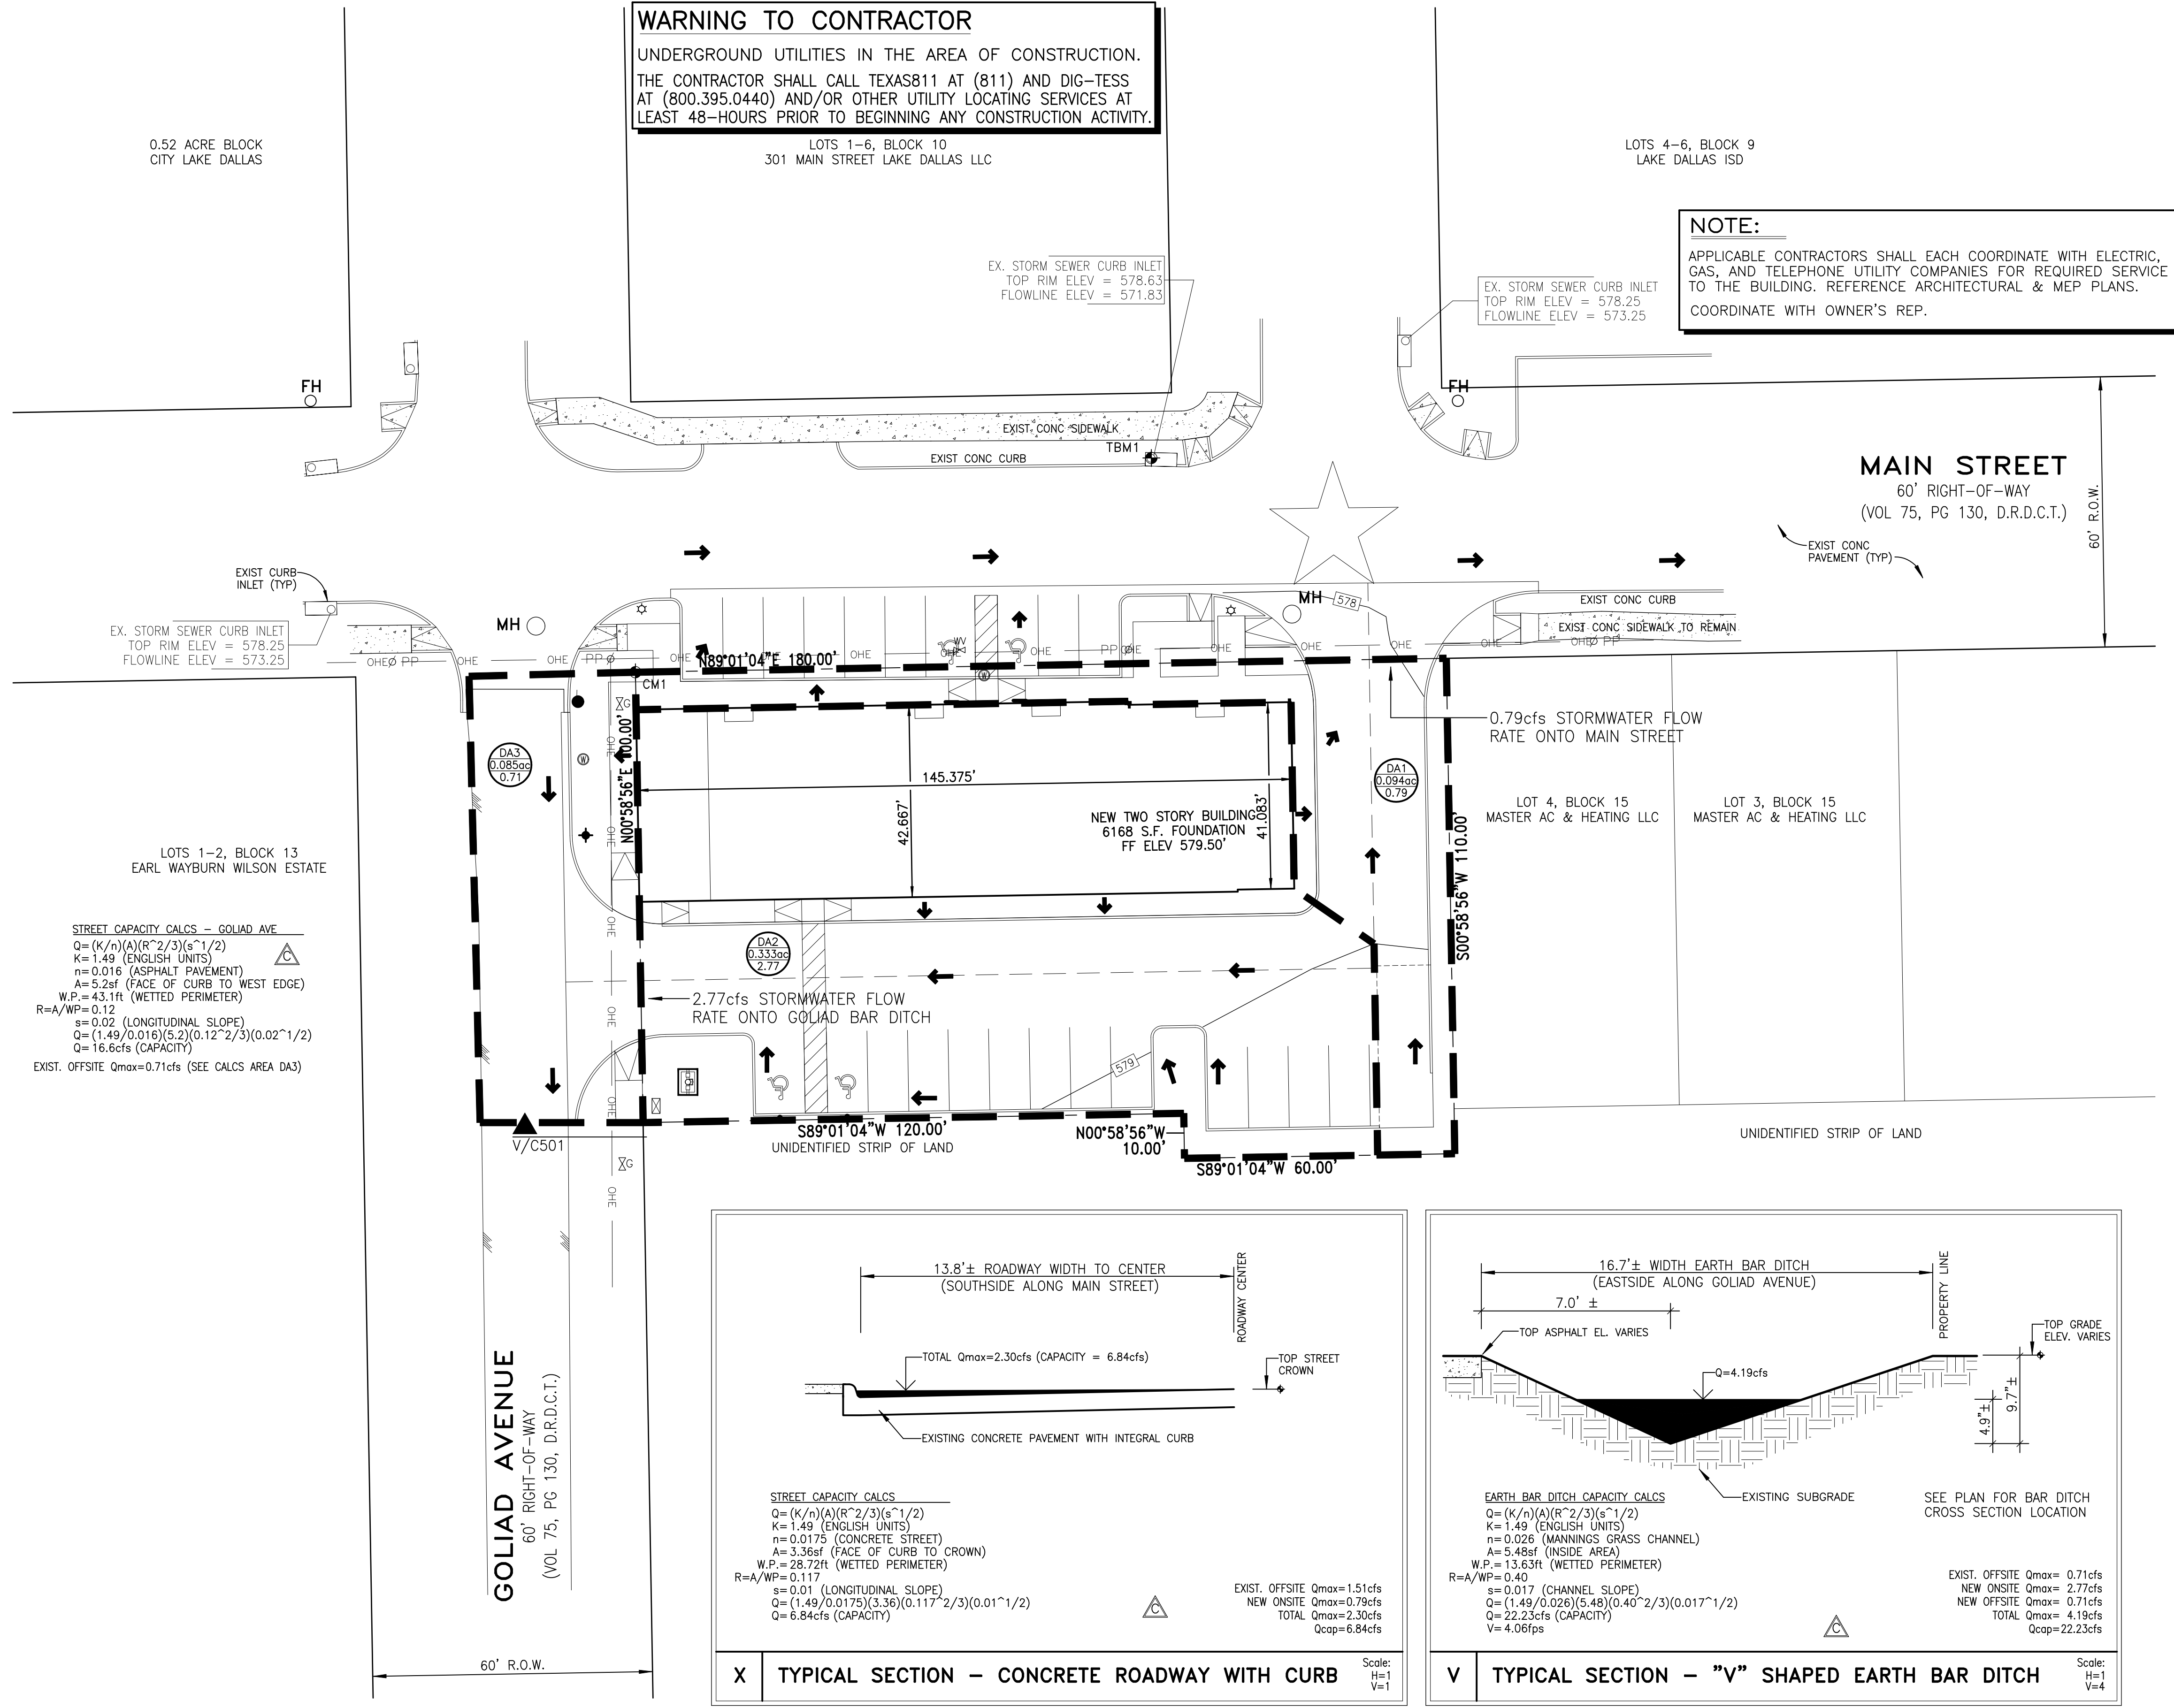 WARNING TO CONTRACTOR
UNDERGROUND UTILITIES IN THE AREA OF CONSTRUCTION.
THE CONTRACTOR SHALL CALL TEXAS811 AT (811) AND DIG-TESS
AT (800.395.0440) AND/OR OTHER UTILITY LOCATING SERVICES AT
LEAST 48-HOURS PRIOR TO BEGINNING ANY CONSTRUCTION ACTIVITY.
0.52 ACRE BLOCK
CITY LAKE DALLAS
LOTS 1-6, BLOCK 10
301 MAIN STREET LAKE DALLAS LLC
LOTS 4-6, BLOCK 9
LAKE DALLAS ISD
NOTE:
APPLICABLE CONTRACTORS SHALL EACH COORDINATE WITH ELECTRIC,
GAS, AND TELEPHONE UTILITY COMPANIES FOR REQUIRED SERVICE
TO THE BUILDING. REFERENCE ARCHITECTURAL & MEP PLANS.
COORDINATE WITH OWNER'S REP.
EX. STORM SEWER CURB INLET
TOP RIM ELEV = 578.63
FLOWLINE ELEV = 571.83
EX. STORM SEWER CURB INLET
TOP RIM ELEV = 578.25
FLOWLINE ELEV = 573.25
FH
FH
EXIST CONC SIDEWALK
TBM1
EXIST CONC CURB
MAIN STREET
60' RIGHT-OF-WAY
(VOL 75, PG 130, D.R.D.C.T.)
60' R.O.W.
EXIST CONC
PAVEMENT (TYP)
EXIST CURB
INLET (TYP)
EX. STORM SEWER CURB INLET
TOP RIM ELEV = 578.25
FLOWLINE ELEV = 573.25
MH
MH
578
EXIST CONC CURB
EXIST CONC SIDEWALK TO REMAIN
OHE PP OHE OHE PP OHE OHE OHE OHE PP OHE OHE OHE OHE OHE OHE PP
WV
W
N89°01'04"E 180.00'
CM1
G
N00°58'56"E 100.00'
OHE
0.79cfs STORMWATER FLOW
RATE ONTO MAIN STREET
DA3
0.085ac
0.71
W
OHE
145.375'
42.667'
41.083'
NEW TWO STORY BUILDING
6168 S.F. FOUNDATION
FF ELEV 579.50'
DA1
0.094ac
0.79
S00°58'56"W 110.00'
LOT 4, BLOCK 15
MASTER AC & HEATING LLC
LOT 3, BLOCK 15
MASTER AC & HEATING LLC
LOTS 1-2, BLOCK 13
EARL WAYBURN WILSON ESTATE
STREET CAPACITY CALCS - GOLIAD AVE
Q=(K/n)(A)(R^2/3)(s^1/2)
K=1.49 (ENGLISH UNITS)
n=0.016 (ASPHALT PAVEMENT)
A=5.2sf (FACE OF CURB TO WEST EDGE)
W.P.=43.1ft (WETTED PERIMETER)
R=A/WP=0.12
s=0.02 (LONGITUDINAL SLOPE)
Q=(1.49/0.016)(5.2)(0.12^2/3)(0.02^1/2)
Q=16.6cfs (CAPACITY)
EXIST. OFFSITE Qmax=0.71cfs (SEE CALCS AREA DA3)
C
OHE
DA2
0.333ac
2.77
2.77cfs STORMWATER FLOW
RATE ONTO GOLIAD BAR DITCH
OHE
579
OHE
V/C501
S89°01'04"W 120.00'
UNIDENTIFIED STRIP OF LAND
N00°58'56"W
10.00'
S89°01'04"W 60.00'
UNIDENTIFIED STRIP OF LAND
G
OHE
GOLIAD AVENUE
60' RIGHT-OF-WAY
(VOL 75, PG 130, D.R.D.C.T.)
60' R.O.W.
13.8'± ROADWAY WIDTH TO CENTER
(SOUTHSIDE ALONG MAIN STREET)
ROADWAY CENTER
TOTAL Qmax=2.30cfs (CAPACITY = 6.84cfs)
TOP STREET
CROWN
EXISTING CONCRETE PAVEMENT WITH INTEGRAL CURB
STREET CAPACITY CALCS
Q=(K/n)(A)(R^2/3)(s^1/2)
K=1.49 (ENGLISH UNITS)
n=0.0175 (CONCRETE STREET)
A=3.36sf (FACE OF CURB TO CROWN)
W.P.=28.72ft (WETTED PERIMETER)
R=A/WP=0.117
s=0.01 (LONGITUDINAL SLOPE)
Q=(1.49/0.0175)(3.36)(0.117^2/3)(0.01^1/2)
Q=6.84cfs (CAPACITY)
C
EXIST. OFFSITE Qmax=1.51cfs
NEW ONSITE Qmax=0.79cfs
TOTAL Qmax=2.30cfs
Qcap=6.84cfs
X TYPICAL SECTION - CONCRETE ROADWAY WITH CURB
Scale:
H=1
V=1
16.7'± WIDTH EARTH BAR DITCH
(EASTSIDE ALONG GOLIAD AVENUE)
7.0' ±
PROPERTY LINE
TOP ASPHALT EL. VARIES
TOP GRADE
ELEV. VARIES
Q=4.19cfs
4.9"±
9.7"±
EXISTING SUBGRADE
SEE PLAN FOR BAR DITCH
CROSS SECTION LOCATION
EARTH BAR DITCH CAPACITY CALCS
Q=(K/n)(A)(R^2/3)(s^1/2)
K=1.49 (ENGLISH UNITS)
n=0.026 (MANNINGS GRASS CHANNEL)
A=5.48sf (INSIDE AREA)
W.P.=13.63ft (WETTED PERIMETER)
R=A/WP=0.40
s=0.017 (CHANNEL SLOPE)
Q=(1.49/0.026)(5.48)(0.40^2/3)(0.017^1/2)
Q=22.23cfs (CAPACITY)
V=4.06fps
C
EXIST. OFFSITE Qmax= 0.71cfs
NEW ONSITE Qmax= 2.77cfs
NEW OFFSITE Qmax= 0.71cfs
TOTAL Qmax= 4.19cfs
Qcap=22.23cfs
V TYPICAL SECTION - "V" SHAPED EARTH BAR DITCH
Scale:
H=1
V=4